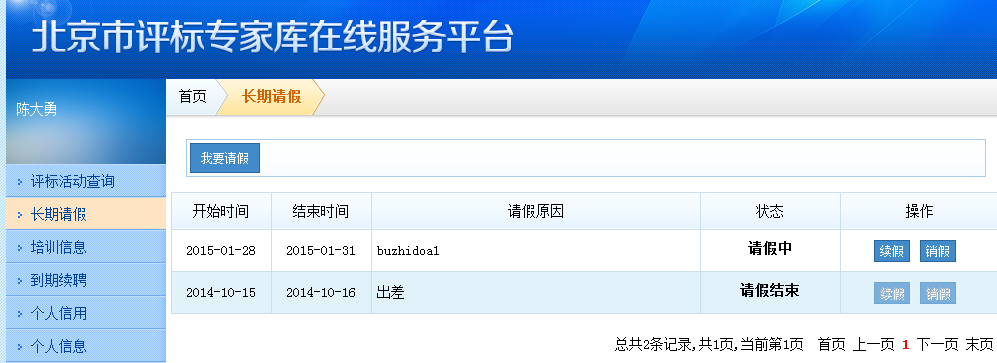 北京市评标专家库在线服务平台
陈大勇
首页 长期请假
我要请假
评标活动查询
长期请假
培训信息
到期续聘
个人信用
个人信息
开始时间 结束时间 请假原因 状态 操作
2015-01-28 2015-01-31 buzhidoal 请假中 续假 销假
2014-10-15 2014-10-16 出差 请假结束 续假 销假
总共2条记录,共1页,当前第1页 首页 上一页 1 下一页 末页